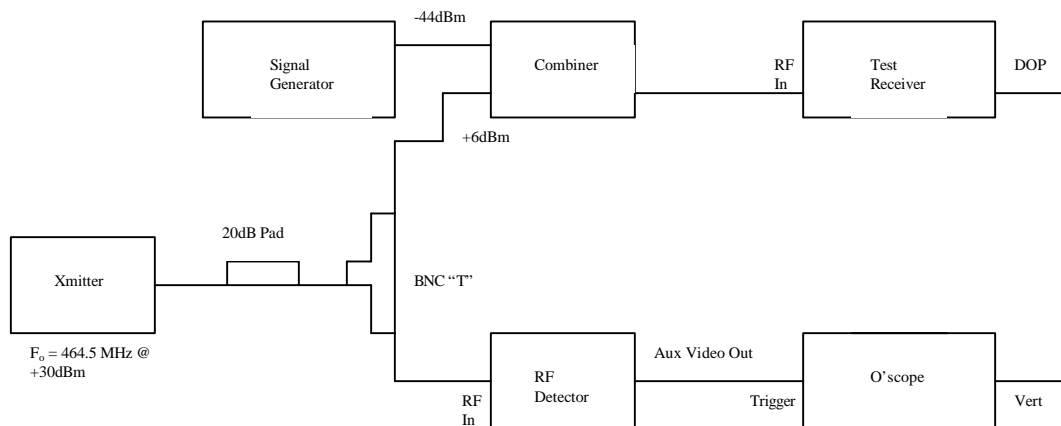 -44dBm
Signal
Generator
Combiner
RF
In
Test
Receiver
DOP
+6dBm
20dB Pad
Xmitter
BNC “T”
Fo = 464.5 MHz @
+30dBm
RF
In
RF
Detector
Aux Video Out
Trigger
O’scope
Vert